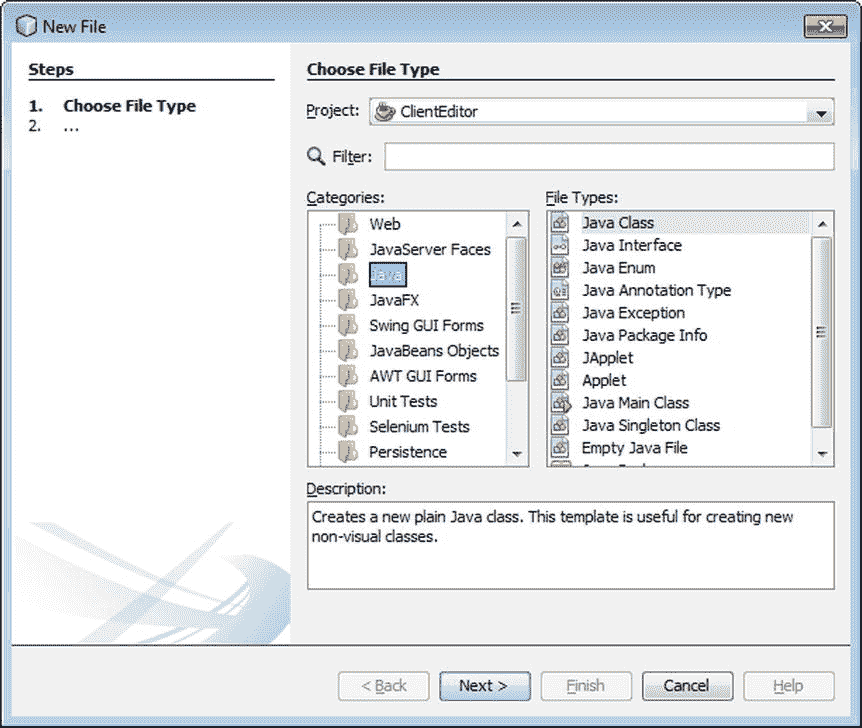 New File
Steps
1. Choose File Type
2. ...
Choose File Type
Project: ClientEditor
Filter:
Categories:
Web
JavaServer Faces
Java
JavaFX
Swing GUI Forms
JavaBeans Objects
AWT GUI Forms
Unit Tests
Selenium Tests
Persistence
File Types:
Java Class
Java Interface
Java Enum
Java Annotation Type
Java Exception
Java Package Info
JApplet
Applet
Java Main Class
Java Singleton Class
Empty Java File
Description:
Creates a new plain Java class. This template is useful for creating new
non-visual classes.
< Back
Next >
Finish
Cancel
Help